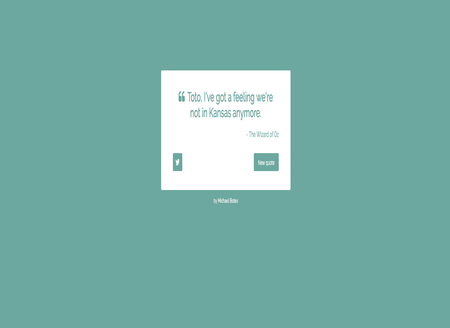 ❝ Toto, I've got a feeling we're
not in Kansas anymore.
- The Wizard of Oz
New quote
by Michael Bates